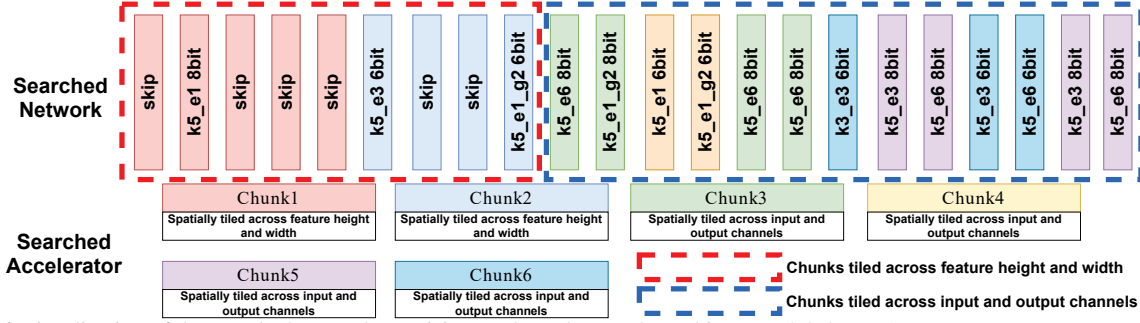 Searched
Network
skip
k5_e1 8bit
skip
skip
skip
k5_e3 6bit
skip
skip
k5_e1_g2 6bit
k5_e6 8bit
k5_e1_g2 8bit
k5_e1 6bit
k5_e1_g2 6bit
k5_e6 8bit
k5_e6 8bit
k3_e3 6bit
k5_e3 8bit
k5_e6 8bit
k5_e3 6bit
k5_e6 6bit
k5_e3 8bit
k5_e6 8bit
Searched
Accelerator
Chunk1
Spatially tiled across feature height
and width
Chunk2
Spatially tiled across feature height
and width
Chunk3
Spatially tiled across input and
output channels
Chunk4
Spatially tiled across input and
output channels
Chunk5
Spatially tiled across input and
output channels
Chunk6
Spatially tiled across input and
output channels
Chunks tiled across feature height and width
Chunks tiled across input and output channels